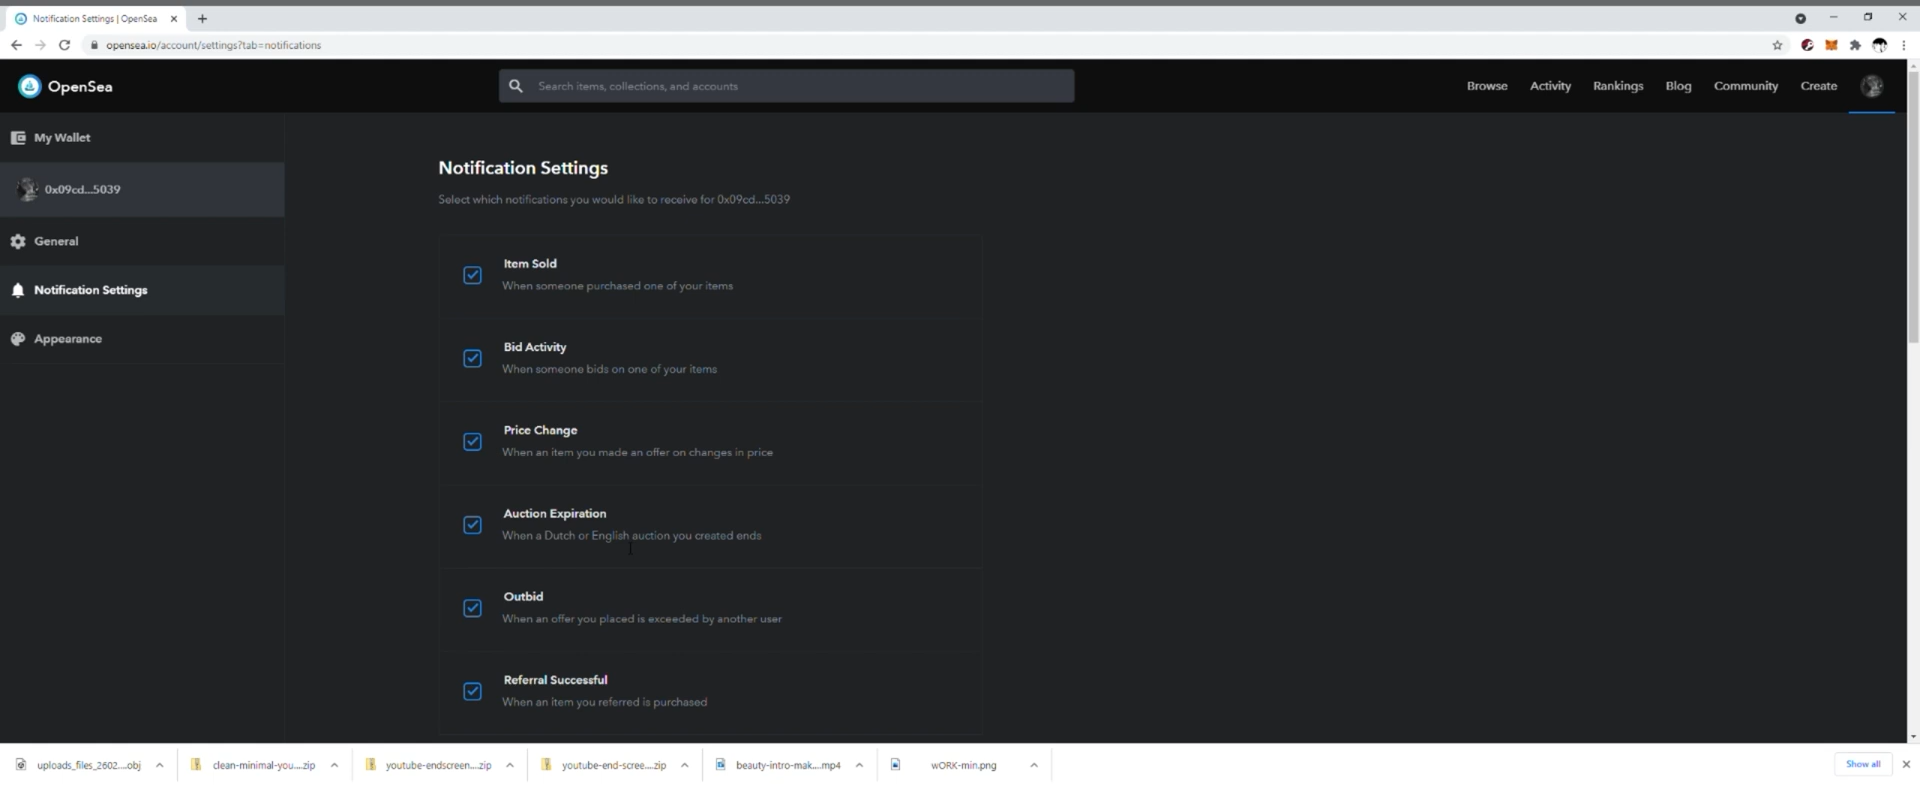 Notification Settings | OpenSea
opensea.io/account/settings?tab=notifications
OpenSea
Search items, collections, and accounts
Browse
Activity
Rankings
Blog
Community
Create
My Wallet
0x09cd...5039
General
Notification Settings
Appearance
Notification Settings
Select which notifications you would like to receive for 0x09cd...5039
Item Sold
When someone purchased one of your items
Bid Activity
When someone bids on one of your items
Price Change
When an item you made an offer on changes in price
Auction Expiration
When a Dutch or English auction you created ends
Outbid
When an offer you placed is exceeded by another user
Referral Successful
When an item you referred is purchased
uploads_files_2602....obj
clean-minimal-you....zip
youtube-endscreen....zip
youtube-end-scree....zip
beauty-intro-mak....mp4
wORK-min.png
Show all